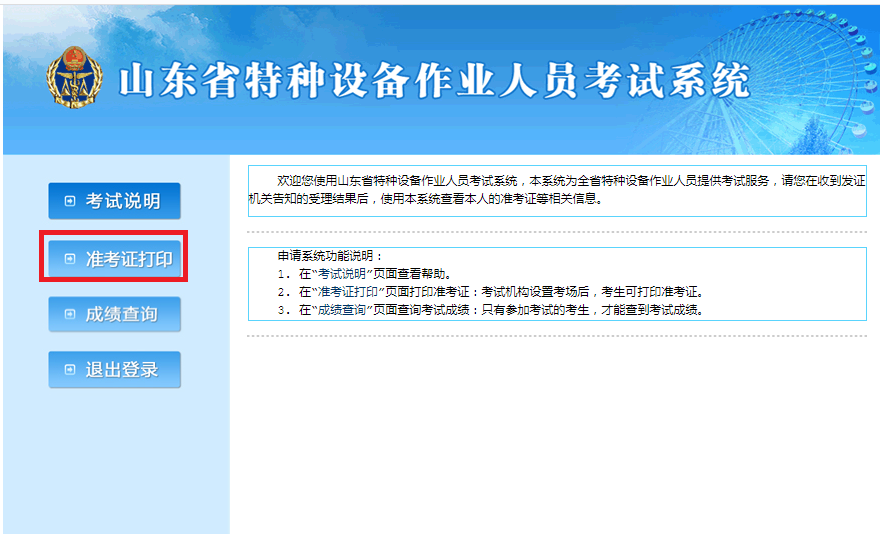 山东省特种设备作业人员考试系统
考试说明
准考证打印
成绩查询
退出登录
欢迎您使用山东省特种设备作业人员考试系统，本系统为全省特种设备作业人员提供考试服务，请您在收到发证
机关告知的受理结果后，使用本系统查看本人的准考证等相关信息。
申请系统功能说明：
1. 在“考试说明”页面查看帮助。
2. 在“准考证打印”页面打印准考证：考试机构设置考场后，考生可打印准考证。
3. 在“成绩查询”页面查询考试成绩：只有参加考试的考生，才能查到考试成绩。